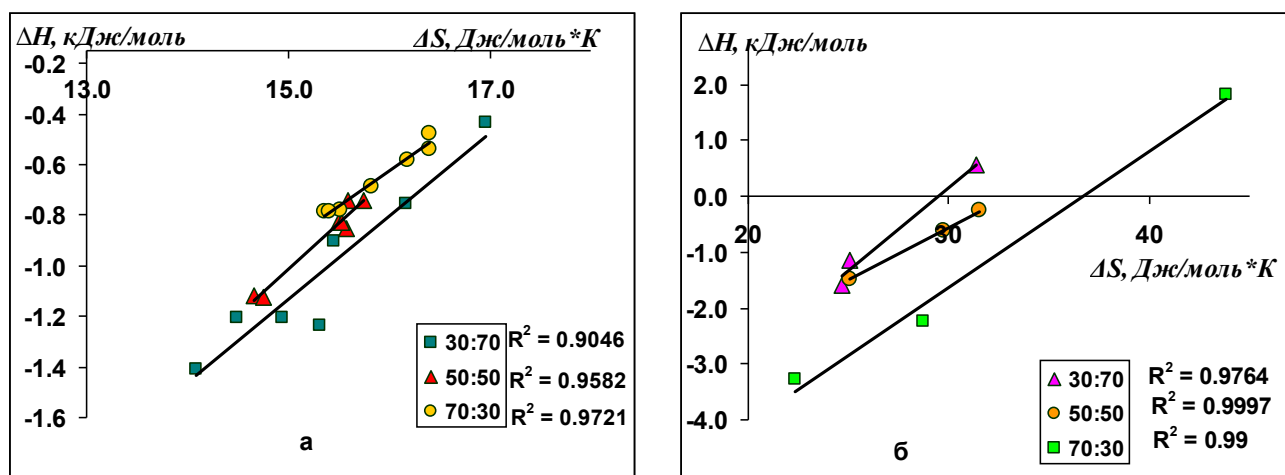 ΔH, кДж/моль ΔS, Дж/моль*К
-0.2
13.0 15.0 17.0
-0.4
-0.6
-0.8
-1.0
-1.2
-1.4
-1.6
30:70 R² = 0.9046
50:50 R² = 0.9582
70:30 R² = 0.9721
а
ΔH, кДж/моль
2.0
0.0
20 30 40
ΔS, Дж/моль*К
-1.0
-2.0
-3.0
-4.0
1.0
30:70 R² = 0.9764
50:50 R² = 0.9997
70:30 R² = 0.99
б